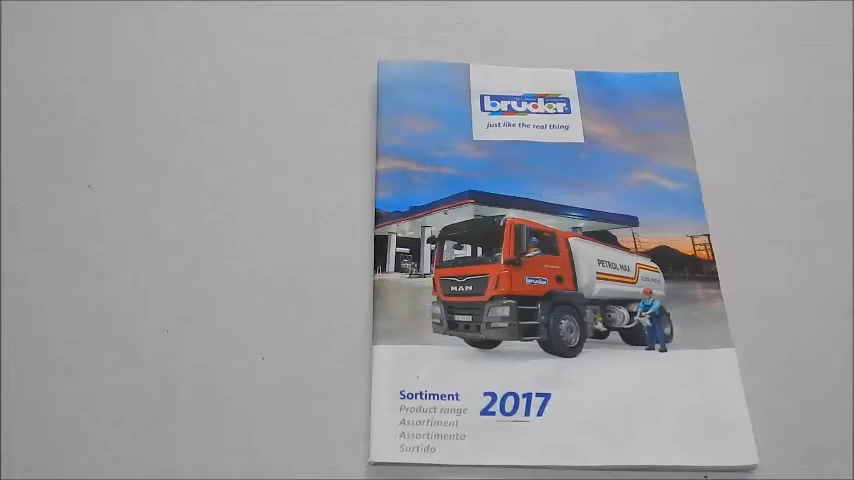 bruder
just like the real thing
PETROL MAX
MAN
bruder
Sortiment 2017
Product range
Assortiment
Assortimento
Surtido